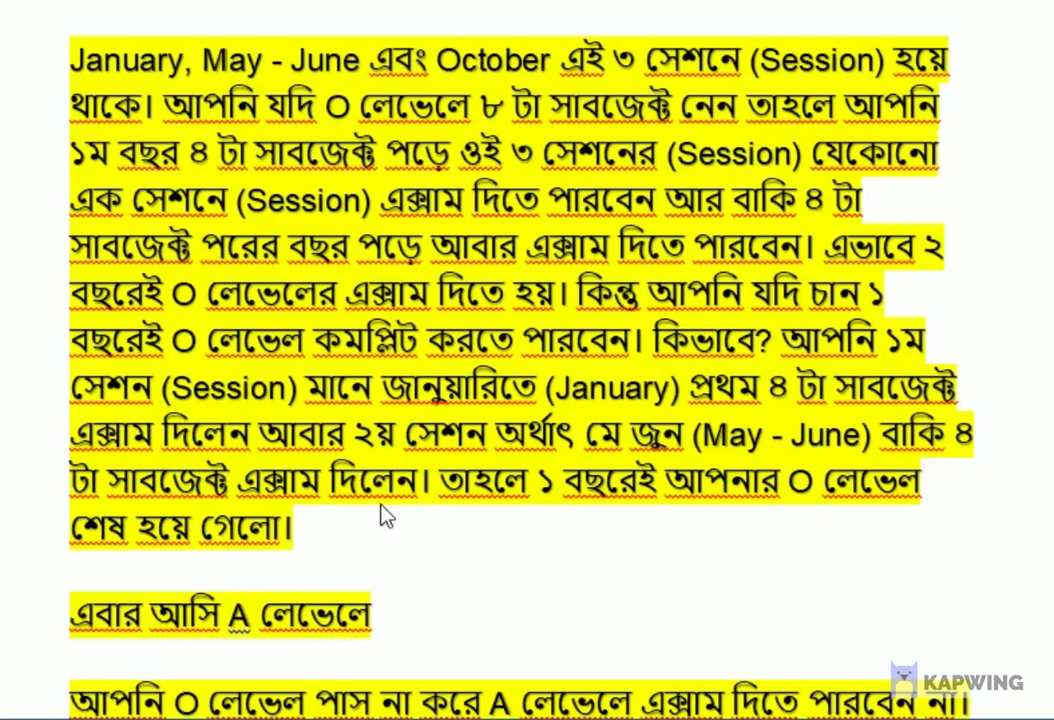 January, May - June এবং October এই ৩ সেশনে (Session) হয়ে
থাকে। আপনি যদি O লেভেলে ৮ টা সাবজেক্ট নেন তাহলে আপনি
১ম বছর ৪ টা সাবজেক্ট পড়ে ওই ৩ সেশনের (Session) যেকোনো
এক সেশনে (Session) এক্সাম দিতে পারবেন আর বাকি ৪ টা
সাবজেক্ট পরের বছর পড়ে আবার এক্সাম দিতে পারবেন। এভাবে ২
বছরেই O লেভেলের এক্সাম দিতে হয়। কিন্তু আপনি যদি চান ১
বছরেই O লেভেল কমপ্লিট করতে পারবেন। কিভাবে? আপনি ১ম
সেশন (Session) মানে জানুয়ারিতে (January) প্রথম ৪ টা সাবজেক্ট
এক্সাম দিলেন আবার ২য় সেশন অর্থাৎ মে জুন (May - June) বাকি ৪
টা সাবজেক্ট এক্সাম দিলেন। তাহলে ১ বছরেই আপনার O লেভেল
শেষ হয়ে গেলো।
এবার আসি A লেভেলে
আপনি O লেভেল পাস না করে A লেভেলে এক্সাম দিতে পারবেন না।
KAPWING